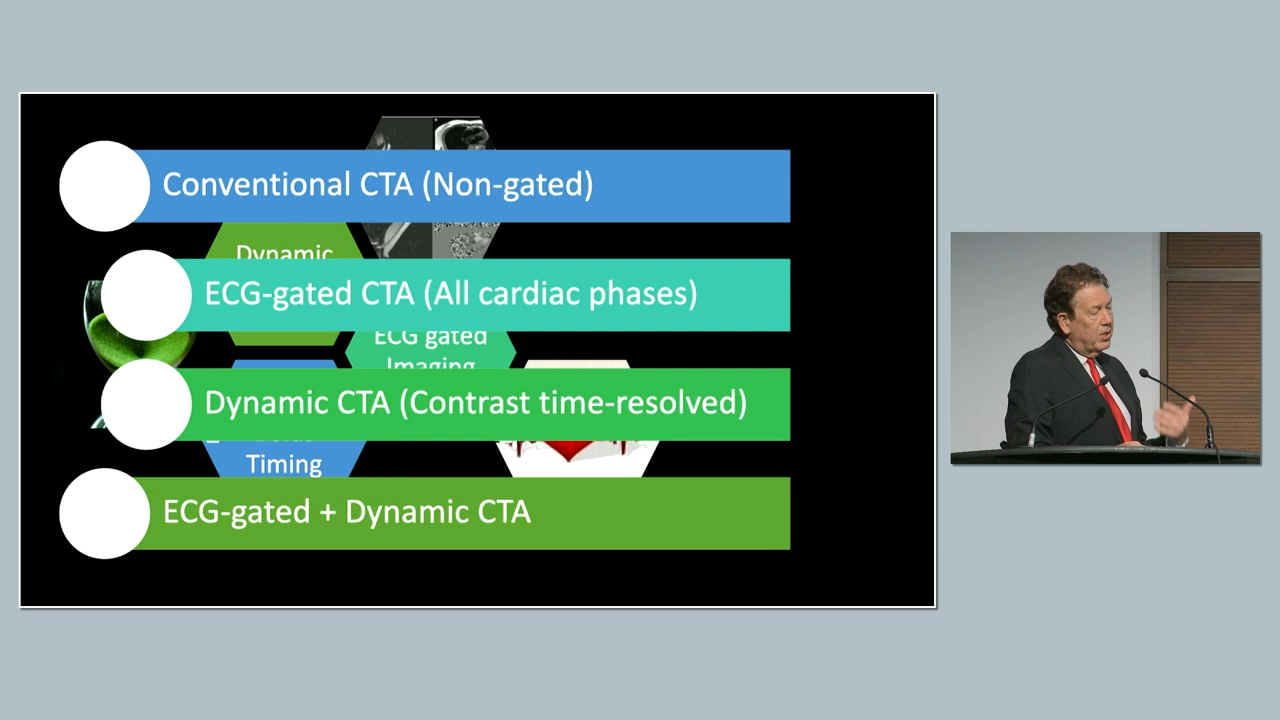 Conventional CTA (Non-gated)
Dynamic
ECG-gated CTA (All cardiac phases)
ECG gated
Imaging
Dynamic CTA (Contrast time-resolved)
Timing
ECG-gated + Dynamic CTA